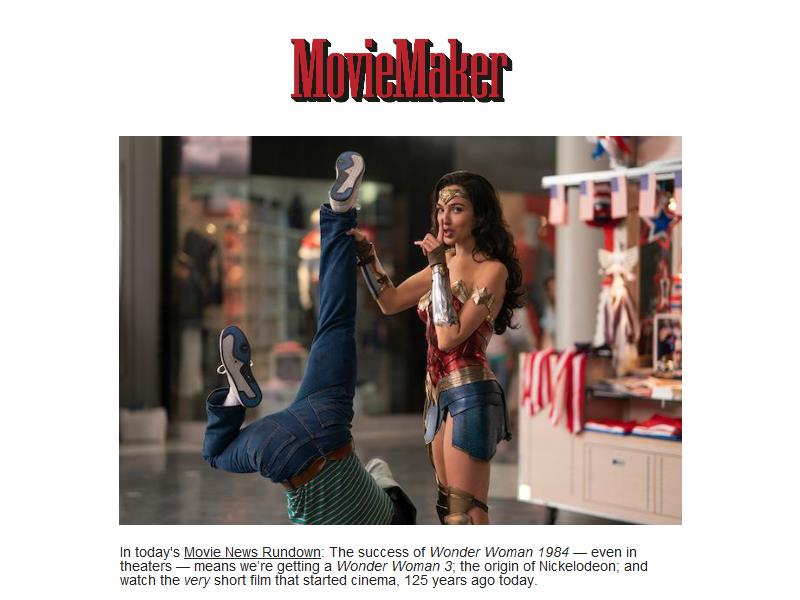 MovieMaker
In today's Movie News Rundown: The success of Wonder Woman 1984 — even in
theaters — means we're getting a Wonder Woman 3; the origin of Nickelodeon; and
watch the very short film that started cinema, 125 years ago today.